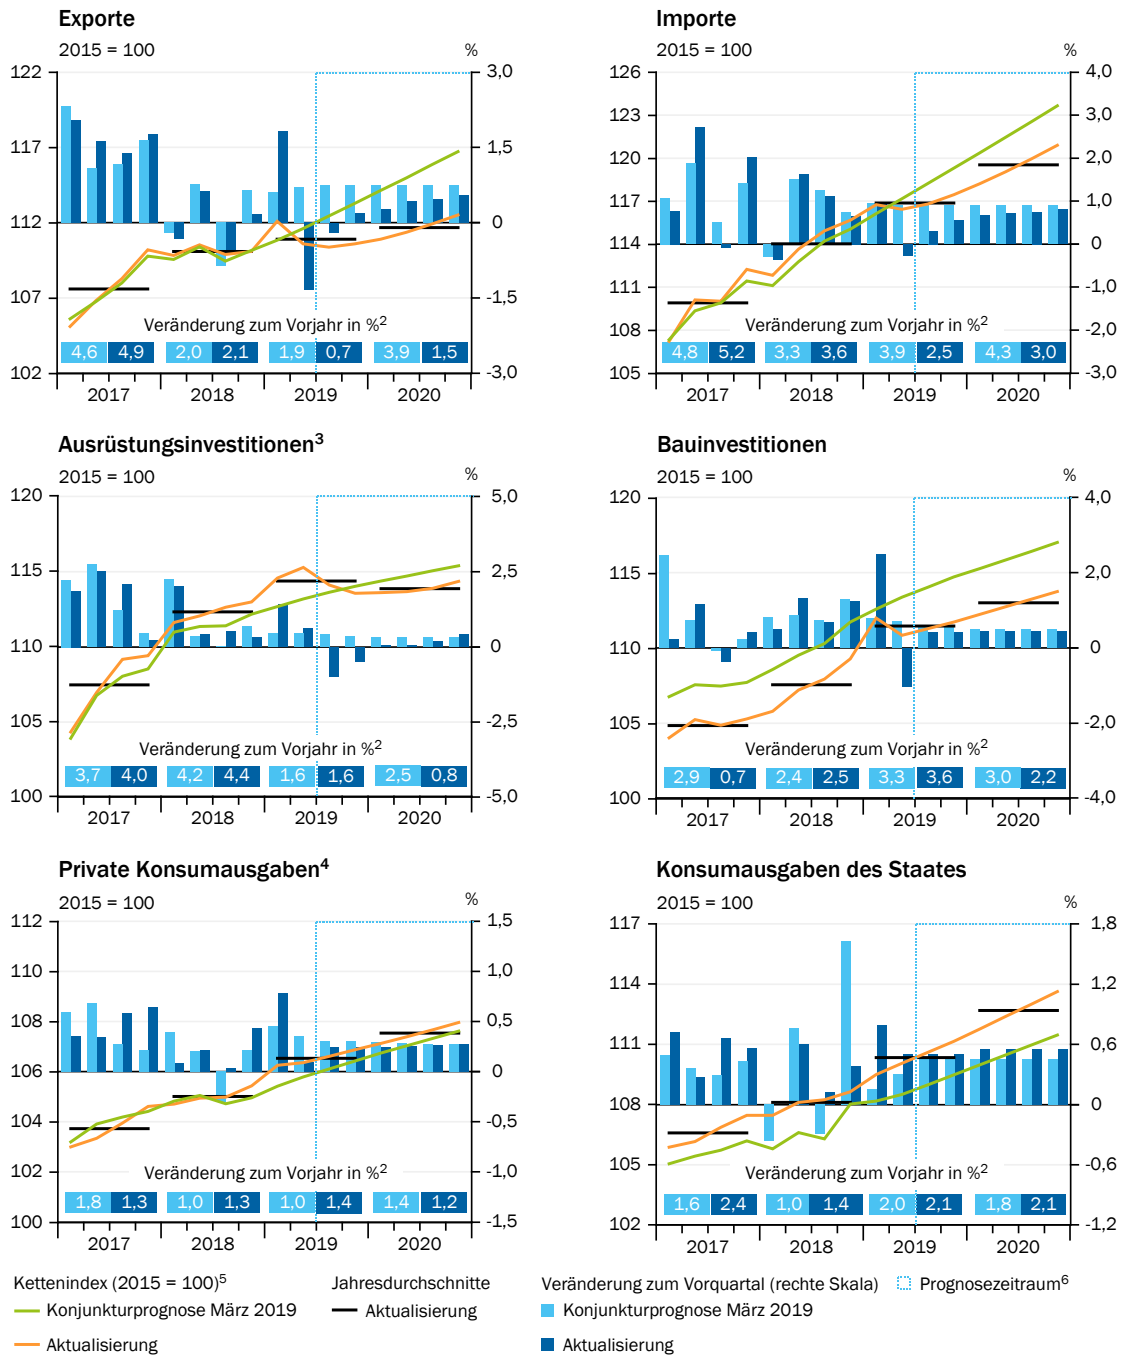 Exporte
2015 = 100 %
122 3,0
117 1,5
112 0
107 -1,5
Veränderung zum Vorjahr in %2
4,6 4,9 2,0 2,1 1,9 0,7 3,9 1,5
102 -3,0
2017 2018 2019 2020
Importe
2015 = 100 %
126 4,0
123 3,0
120 2,0
117 1,0
114 0
111 -1,0
Veränderung zum Vorjahr in %2
108 -2,0
4,8 5,2 3,3 3,6 3,9 2,5 4,3 3,0
105 -3,0
2017 2018 2019 2020
Ausrüstungsinvestitionen3
2015 = 100 %
120 5,0
115 2,5
110 0
105 -2,5
Veränderung zum Vorjahr in %2
3,7 4,0 4,2 4,4 1,6 1,6 2,5 0,8
100 -5,0
2017 2018 2019 2020
Bauinvestitionen
2015 = 100 %
120 4,0
115 2,0
110 0
105 -2,0
Veränderung zum Vorjahr in %2
2,9 0,7 2,4 2,5 3,3 3,6 3,0 2,2
100 -4,0
2017 2018 2019 2020
Private Konsumausgaben4
2015 = 100 %
112 1,5
110 1,0
108 0,5
106 0
104 -0,5
102 -1,0
Veränderung zum Vorjahr in %2
1,8 1,3 1,0 1,3 1,0 1,4 1,4 1,2
100 -1,5
2017 2018 2019 2020
Konsumausgaben des Staates
2015 = 100 %
117 1,8
114 1,2
111 0,6
108 0
105 -0,6
Veränderung zum Vorjahr in %2
1,6 2,4 1,0 1,4 2,0 2,1 1,8 2,1
102 -1,2
2017 2018 2019 2020
Kettenindex (2015 = 100)5
Konjunkturprognose März 2019
Aktualisierung
Jahresdurchschnitte
Aktualisierung
Veränderung zum Vorquartal (rechte Skala)
Konjunkturprognose März 2019
Aktualisierung
Prognosezeitraum6